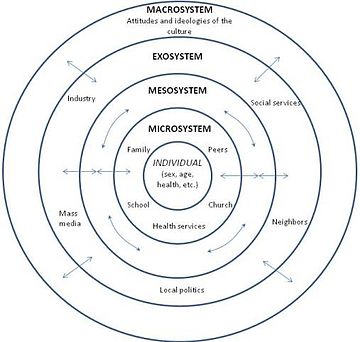 MACROSYSTEM
Attitudes and ideologies of the
culture
EXOSYSTEM
Industry
Social services
MESOSYSTEM
MICROSYSTEM
Family
Peers
INDIVIDUAL
(sex, age,
health, etc.)
School
Church
Health services
Mass
media
Neighbors
Local politics